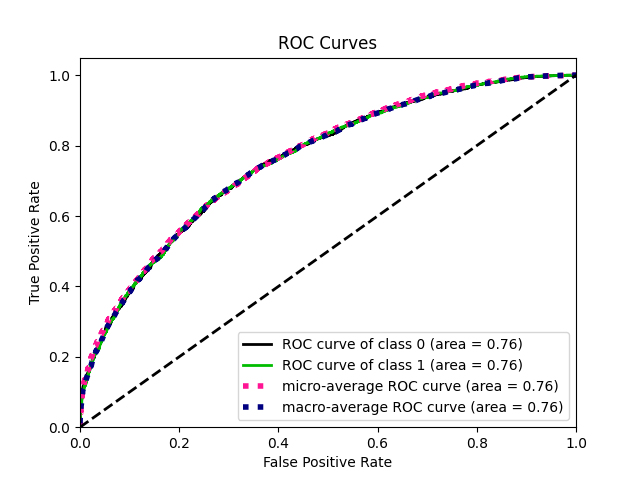 ROC Curves
True Positive Rate
1.0
0.8
0.6
0.4
0.2
0.0
ROC curve of class 0 (area = 0.76)
ROC curve of class 1 (area = 0.76)
micro-average ROC curve (area = 0.76)
macro-average ROC curve (area = 0.76)
0.0 0.2 0.4 0.6 0.8 1.0
False Positive Rate